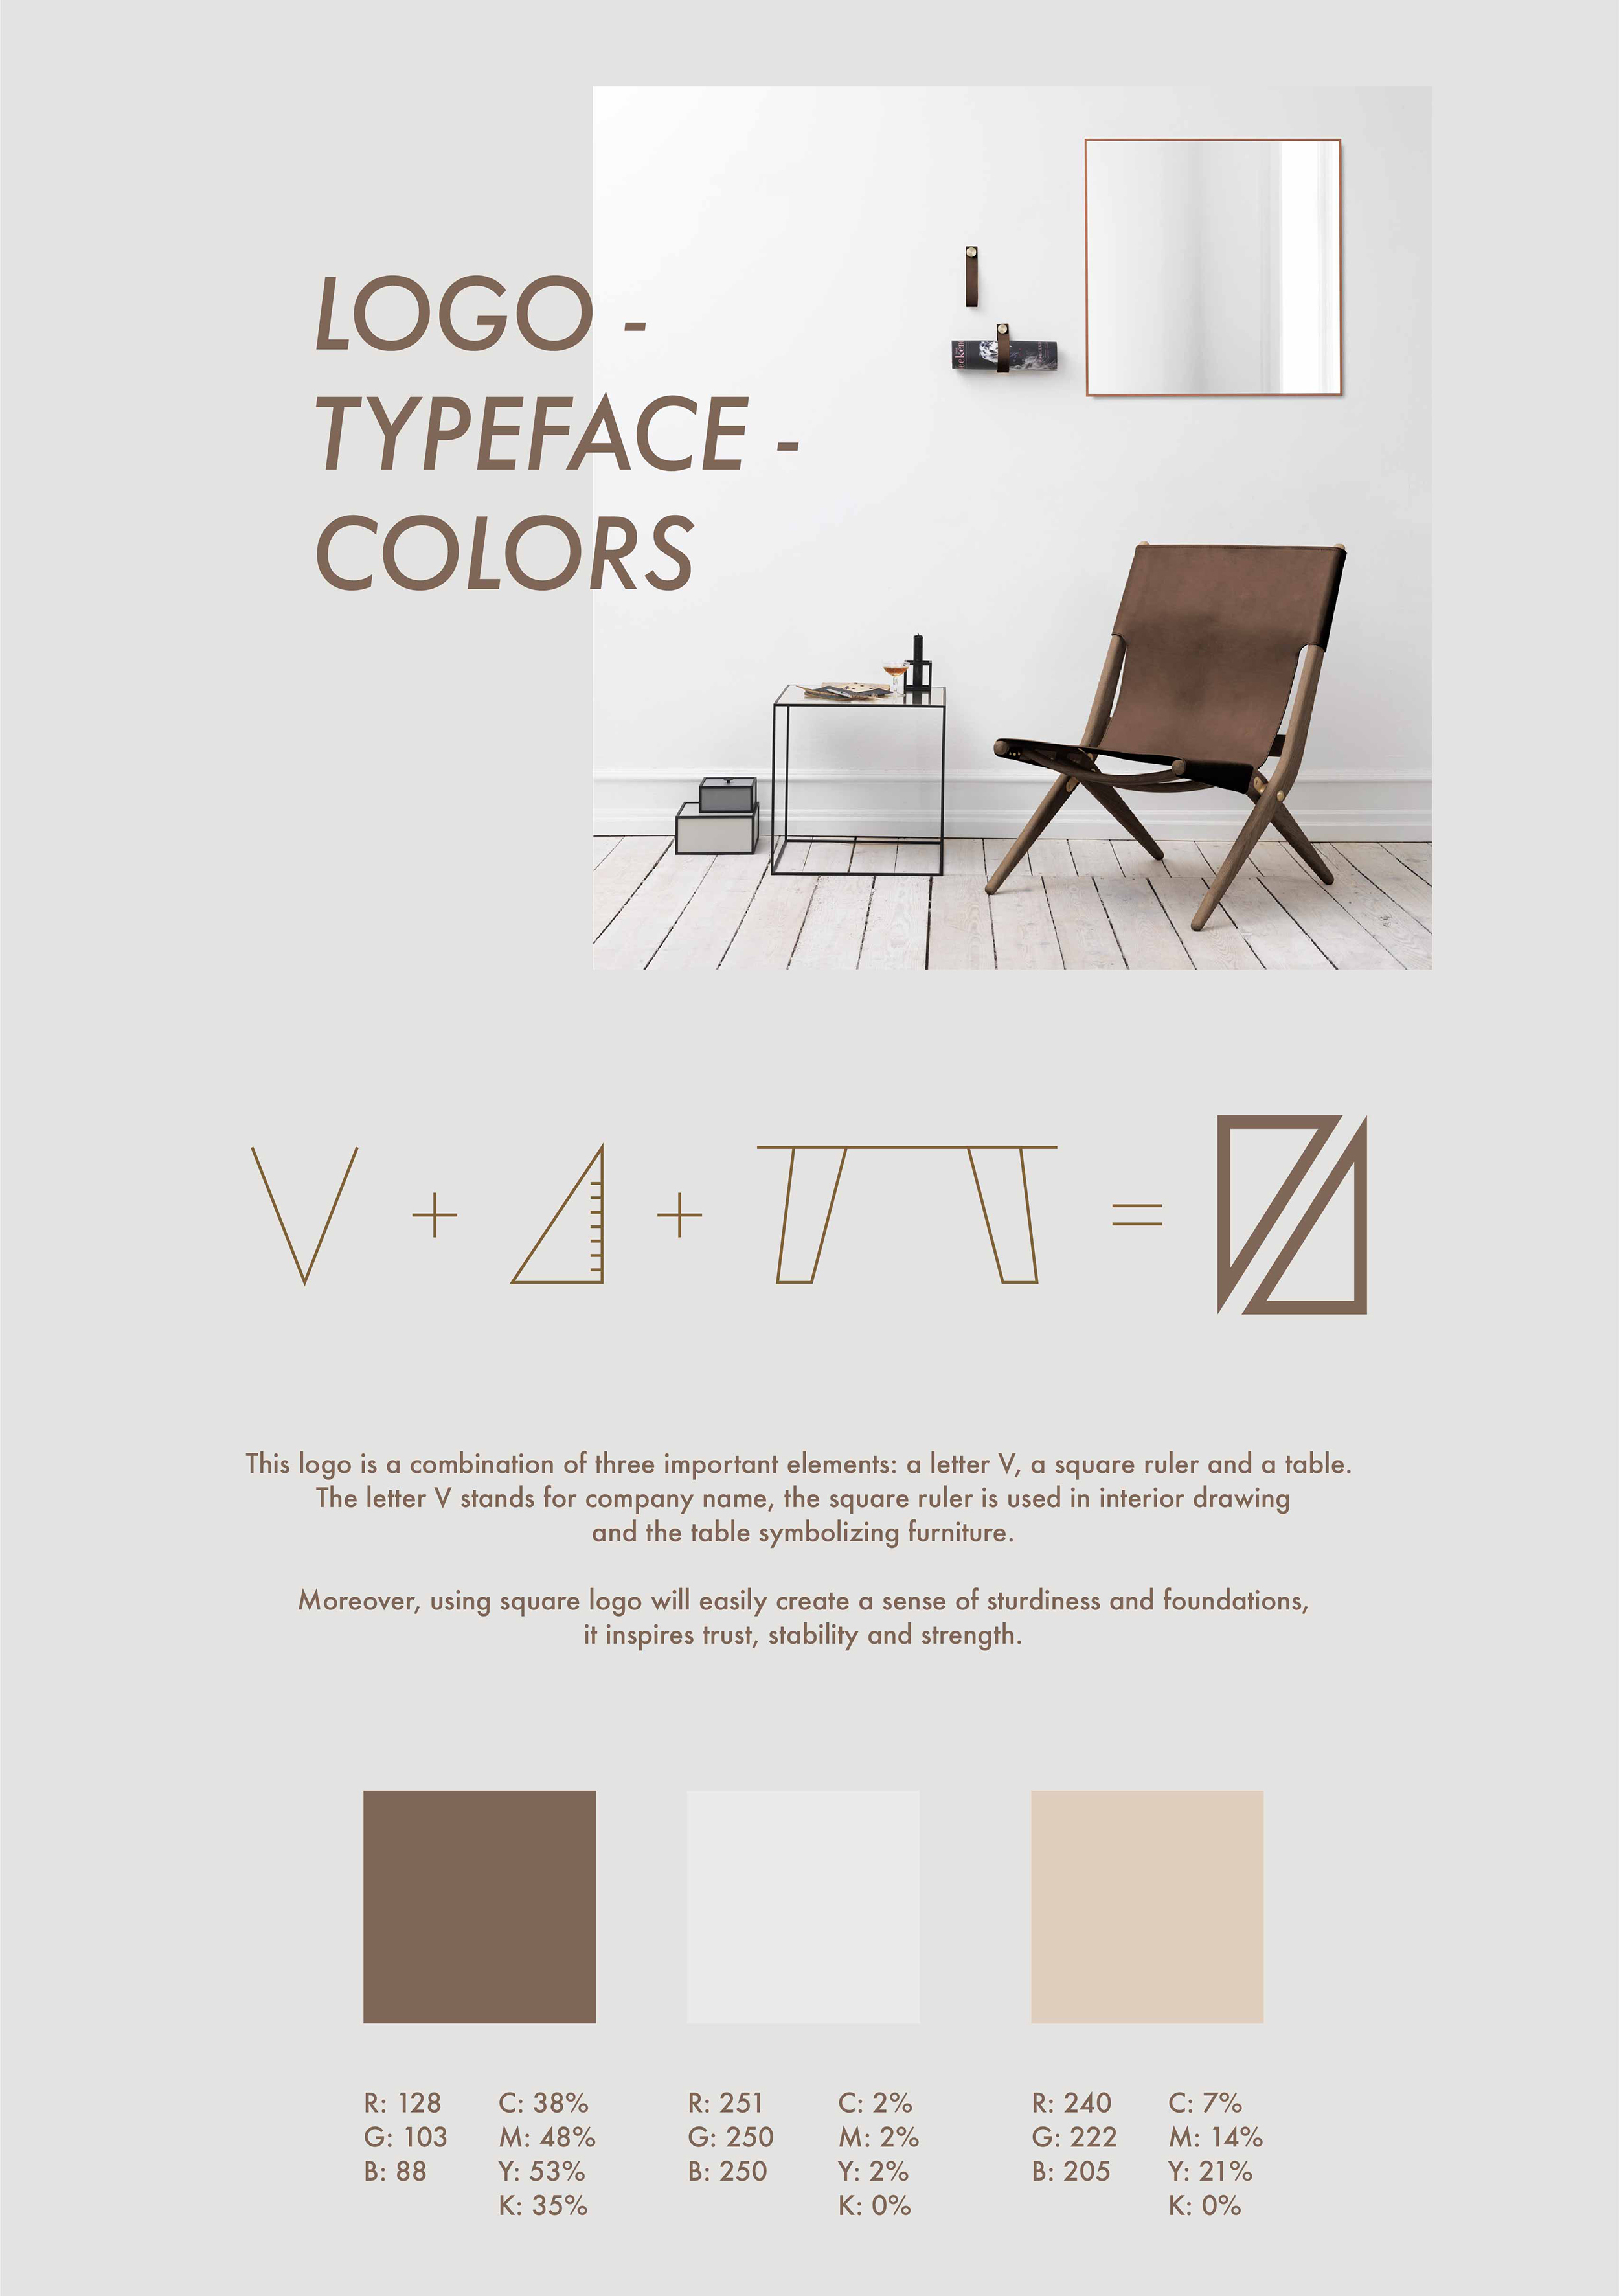 LOGO -
TYPEFACE -
COLORS
V + + =
This logo is a combination of three important elements: a letter V, a square ruler and a table.
The letter V stands for company name, the square ruler is used in interior drawing
and the table symbolizing furniture.
Moreover, using square logo will easily create a sense of sturdiness and foundations,
it inspires trust, stability and strength.
R: 128
G: 103
B: 88
C: 38%
M: 48%
Y: 53%
K: 35%
R: 251
G: 250
B: 250
C: 2%
M: 2%
Y: 2%
K: 0%
R: 240
G: 222
B: 205
C: 7%
M: 14%
Y: 21%
K: 0%